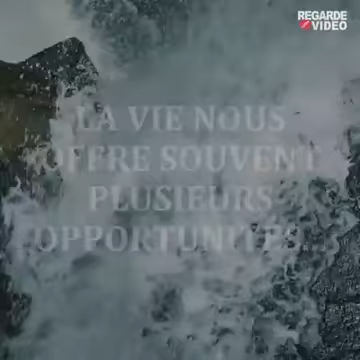 REGARDE
VIDEO
LA VIE NOUS
OFFRE SOUVENT
PLUSIEURS
OPPORTUNITÉS...